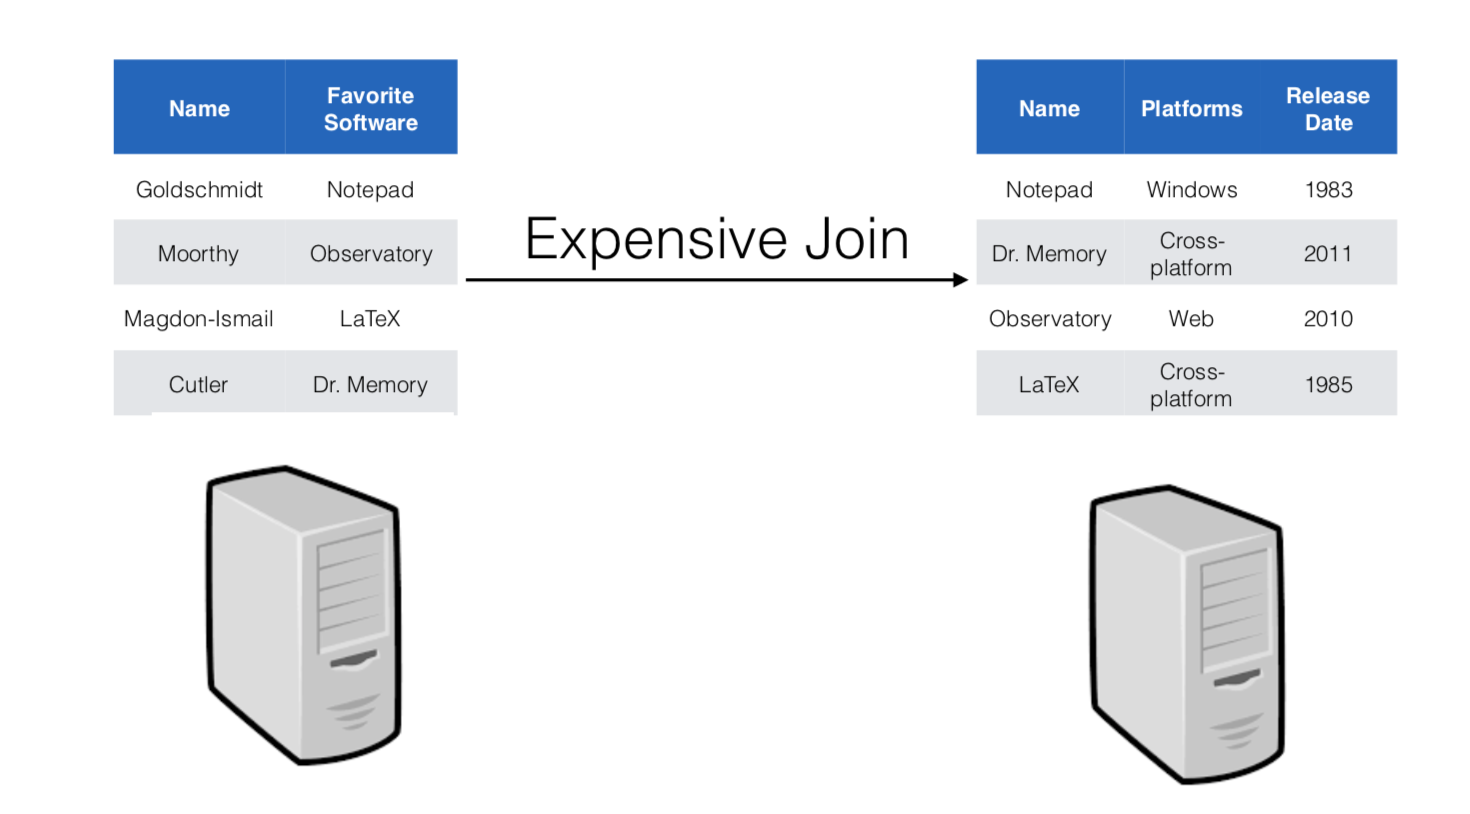 Name Favorite Software
Goldschmidt Notepad
Moorthy Observatory
Magdon-Ismail LaTeX
Cutler Dr. Memory
Expensive Join
Name Platforms Release Date
Notepad Windows 1983
Dr. Memory Cross-platform 2011
Observatory Web 2010
LaTeX Cross-platform 1985